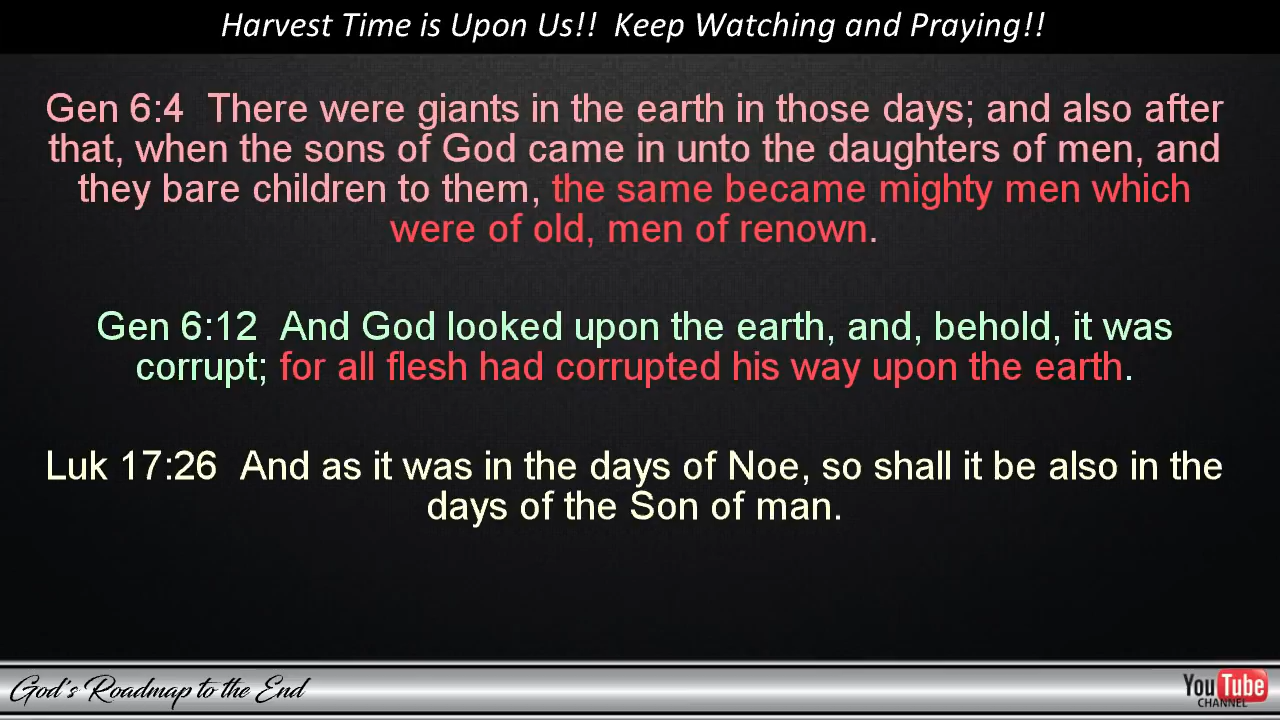 Harvest Time is Upon Us!! Keep Watching and Praying!!
Gen 6:4 There were giants in the earth in those days; and also after
that, when the sons of God came in unto the daughters of men, and
they bare children to them, the same became mighty men which
were of old, men of renown.
Gen 6:12 And God looked upon the earth, and, behold, it was
corrupt; for all flesh had corrupted his way upon the earth.
Luk 17:26 And as it was in the days of Noe, so shall it be also in the
days of the Son of man.
God's Roadmap to the End
YouTube
CHANNEL